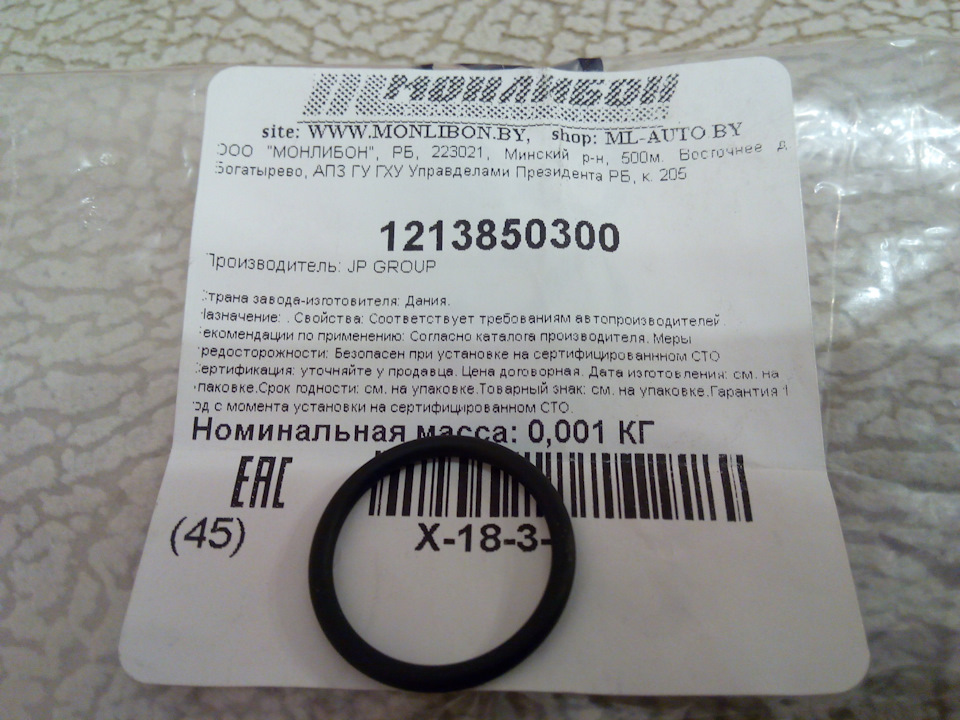 МОНЛИБОН
site: WWW.MONLIBON.BY, shop: ML-AUTO BY
ООО "МОНЛИБОН", РБ, 223021, Минский р-н, 500м. Восточнее д
Богатырево, АПЗ ГУ ГХУ Управделами Президента РБ, к. 205
1213850300
Производитель: JP GROUP
Страна завода-изготовителя: Дания.
Назначение: . Свойства: Соответствует требованиям автопроизводителей.
Рекомендации по применению: Согласно каталога производителя. Меры
предосторожности: Безопасен при установке на сертифицированнном СТО
Сертификация: уточняйте у продавца. Цена договорная. Дата изготовления: см. на
упаковке.Срок годности: см. на упаковке.Товарный знак: см. на упаковке.Гарантия 1
год с момента установки на сертифицированном СТО.
Номинальная масса: 0,001 КГ
EAC
(45)
X-18-3-